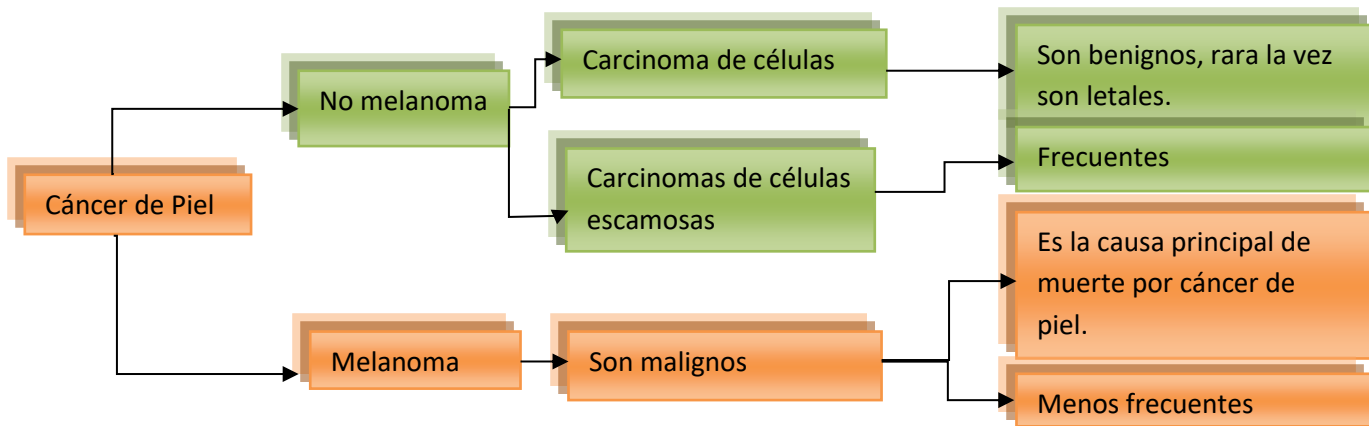 Cáncer de Piel
No melanoma
Carcinoma de células
Son benignos, rara la vez
son letales.
Carcinomas de células
escamosas
Frecuentes
Melanoma
Son malignos
Es la causa principal de
muerte por cáncer de
piel.
Menos frecuentes